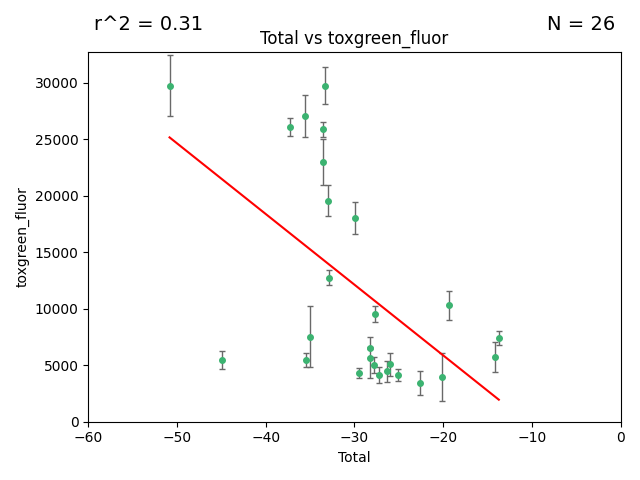 r^2 = 0.31
N = 26
Total vs toxgreen_fluor
30000
25000
20000
15000
10000
5000
0
toxgreen_fluor
−60
−50
−40
−30
−20
−10
0
Total